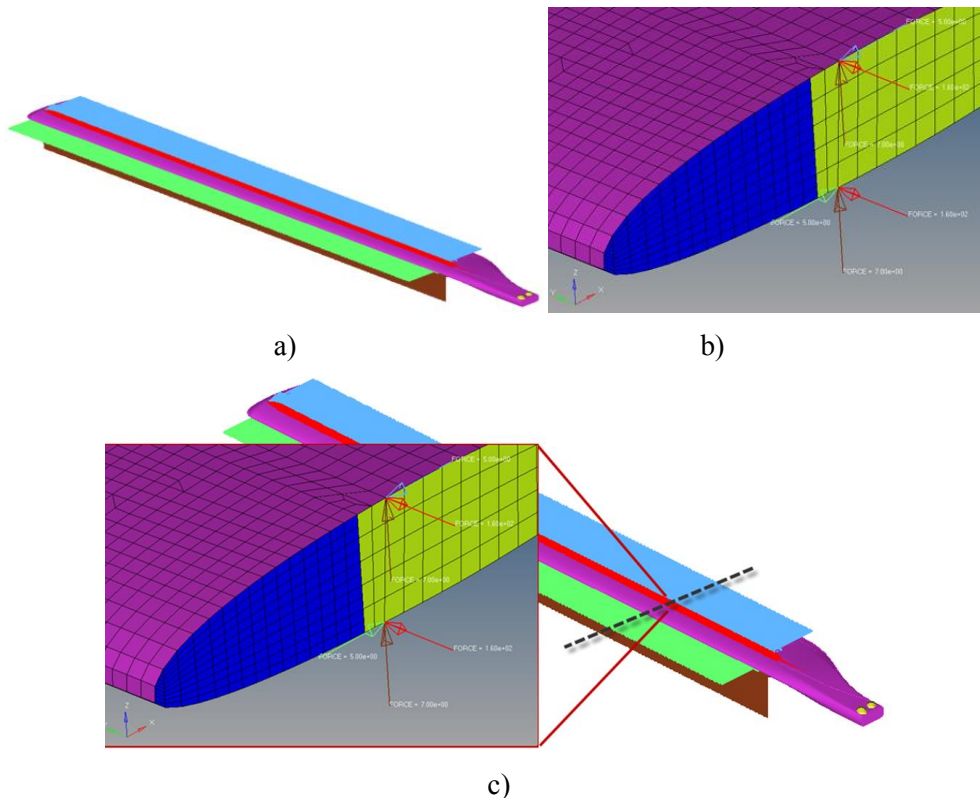 FORCE = 5.00e+00
FORCE = 1.60e+02
FORCE = 7.00e+00
FORCE = 1.60e+02
FORCE = 5.00e+00
FORCE = 7.00e+00
Z
Y
X
a)
b)
FORCE = 5.00e+00
FORCE = 1.60e+02
FORCE = 7.00e+00
FORCE = 1.60e+02
FORCE = 5.00e+00
FORCE = 7.00e+00
Z
X
c)